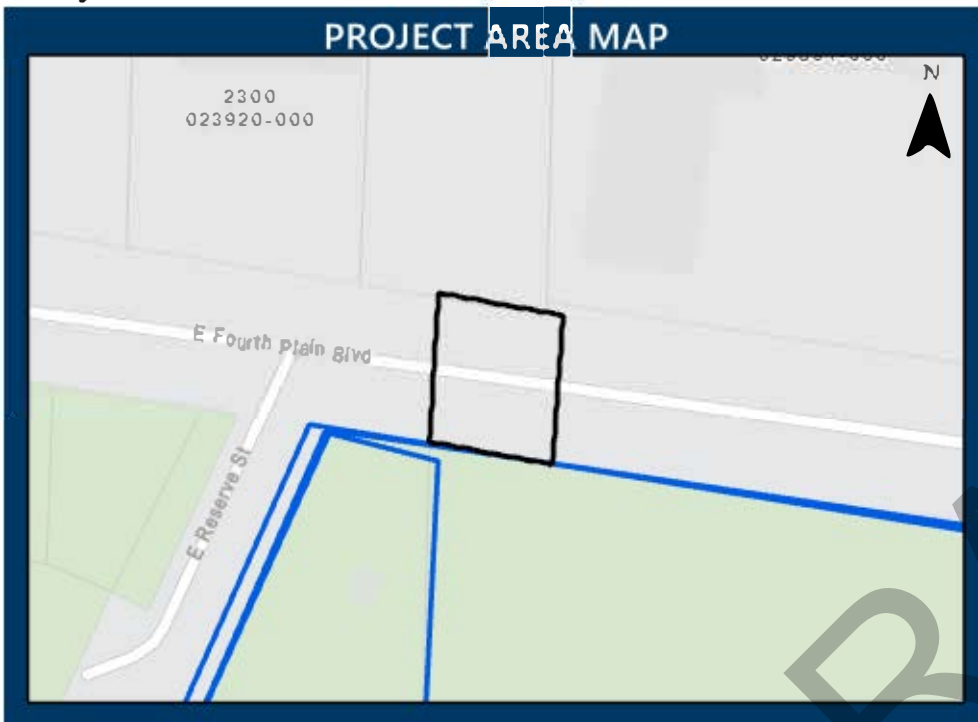 PROJECT AREA MAP
N
2300
023920-000
E Fourth Plain Blvd
E Reserve St